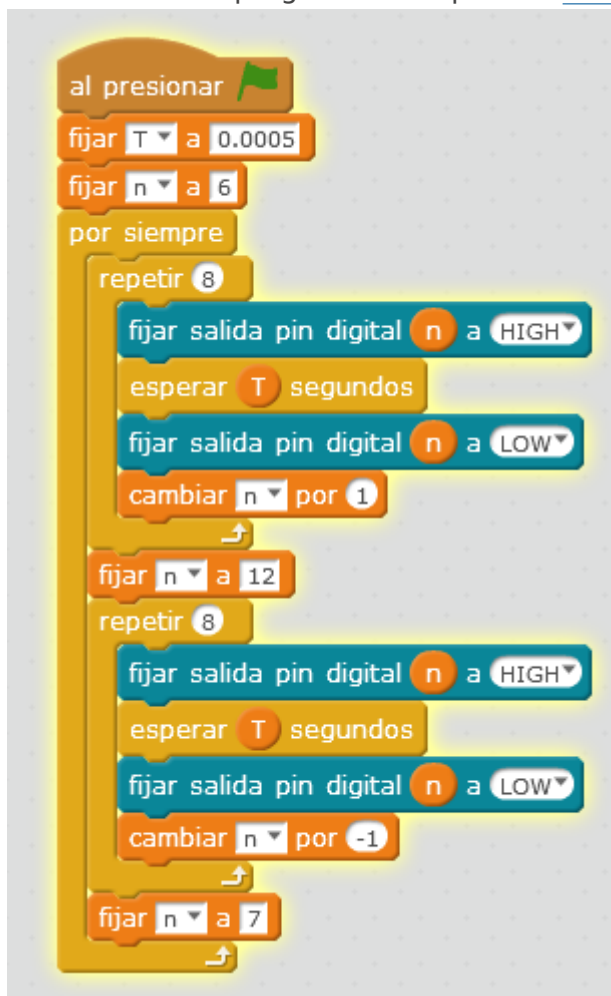 al presionar
fijar T a 0.0005
fijar n a 6
por siempre
repetir 8
fijar salida pin digital n a HIGH
esperar T segundos
fijar salida pin digital n a LOW
cambiar n por 1
fijar n a 12
repetir 8
fijar salida pin digital n a HIGH
esperar T segundos
fijar salida pin digital n a LOW
cambiar n por -1
fijar n a 7